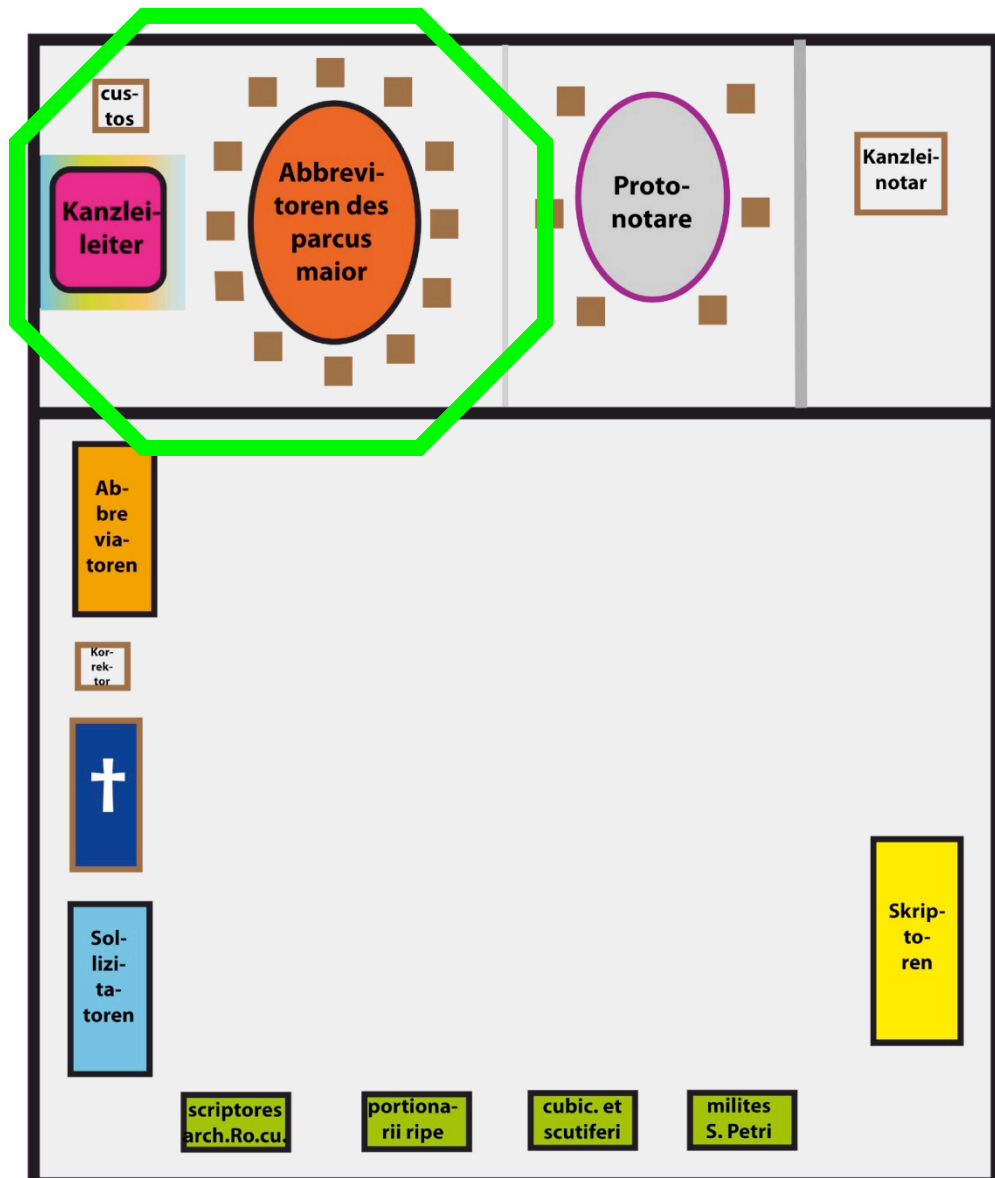 cus-
tos
Kanzlei-
leiter
Abbrevi-
toren des
parcus
maior
Proto-
notare
Kanzlei-
notar
Ab-
bre
via-
toren
Kor-
rek-
tor
Sol-
lizi-
ta-
toren
Skrip-
to-
ren
scriptores
arch.Ro.cu.
portiona-
rii ripe
cubic. et
scutiferi
milites
S. Petri